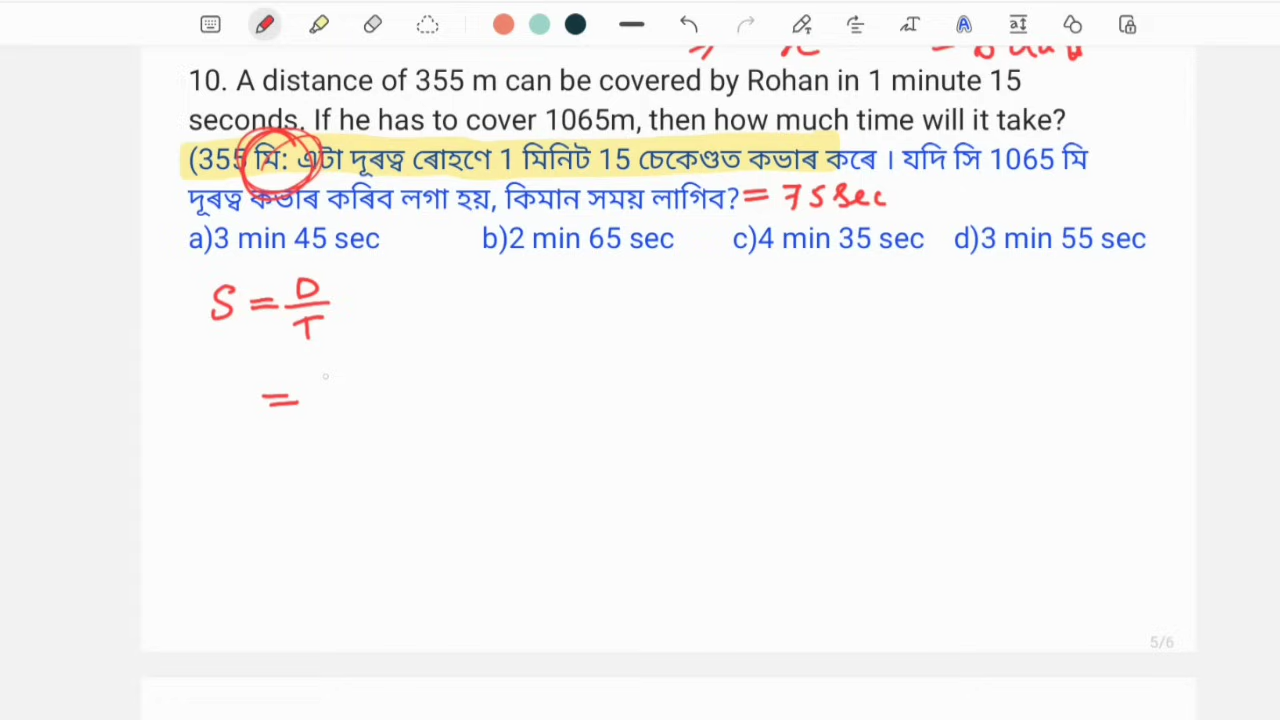 10. A distance of 355 m can be covered by Rohan in 1 minute 15
seconds. If he has to cover 1065m, then how much time will it take?
(355 মি: এটা দূৰত্ব ৰোহণে 1 মিনিট 15 চেকেণ্ডত কভাৰ কৰে । যদি সি 1065 মি
দূৰত্ব কভাৰ কৰিব লগা হয়, কিমান সময় লাগিব? = 75 sec
a)3 min 45 sec b)2 min 65 sec c)4 min 35 sec d)3 min 55 sec
S = D
T
=
5/6